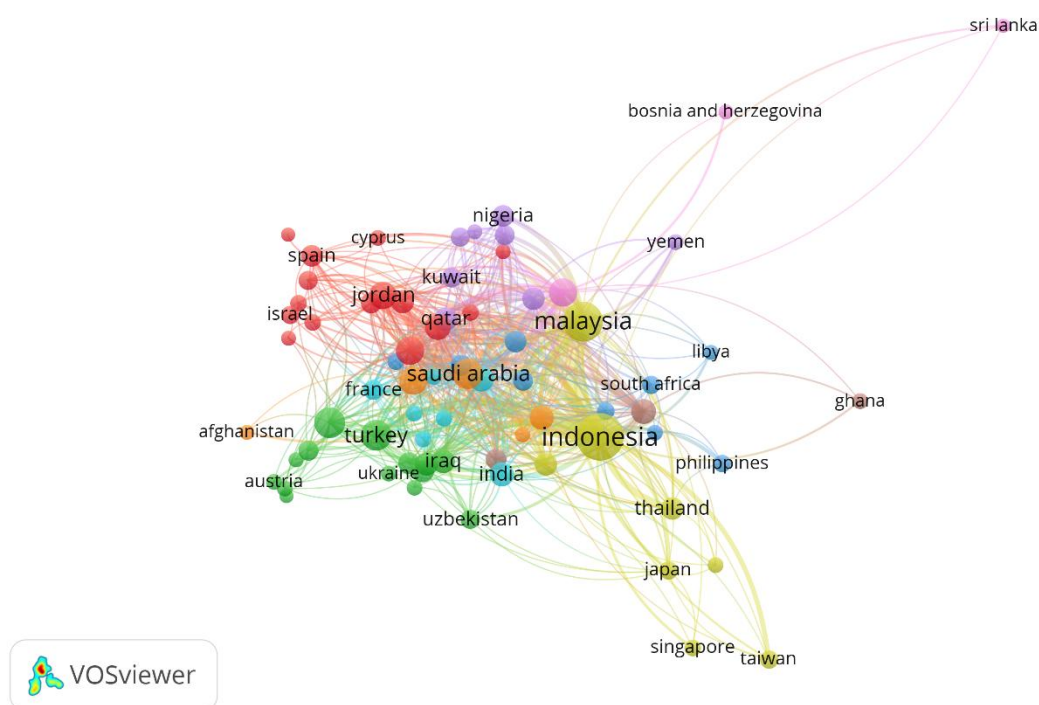 sri lanka
bosnia and herzegovina
nigeria
cyprus
yemen
spain
kuwait
jordan
israel
qatar
malaysia
libya
saudi arabia
south africa
france
ghana
afghanistan
turkey
indonesia
iraq
philippines
ukraine
india
austria
thailand
uzbekistan
japan
singapore
taiwan
VOSviewer